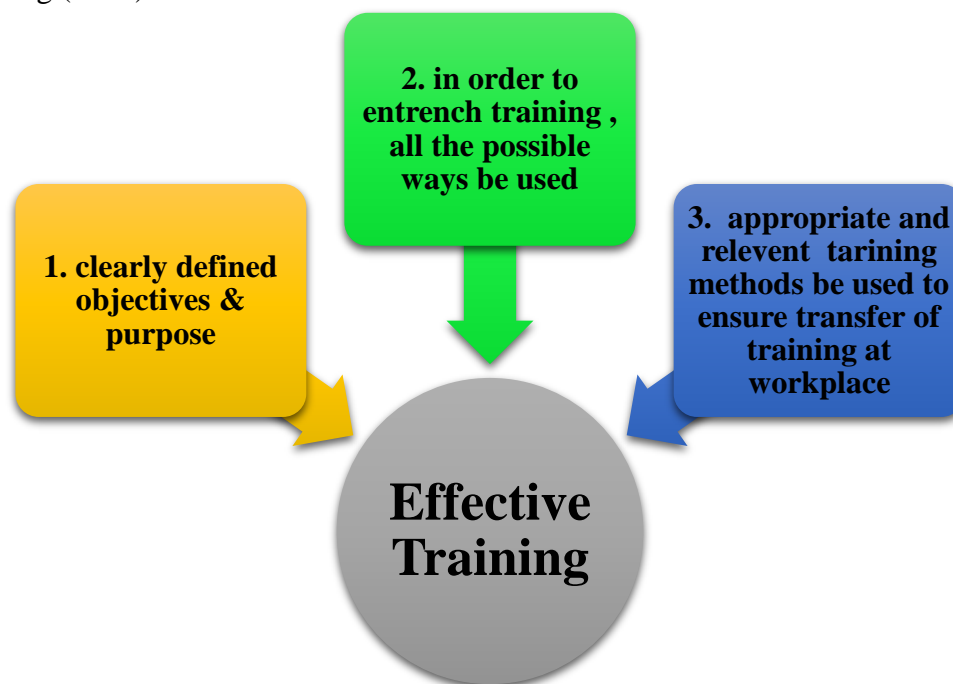 1. clearly defined
objectives &
purpose
2. in order to
entrench training ,
all the possible
ways be used
3. appropriate and
relevent tarining
methods be used to
ensure transfer of
training at
workplace
Effective
Training